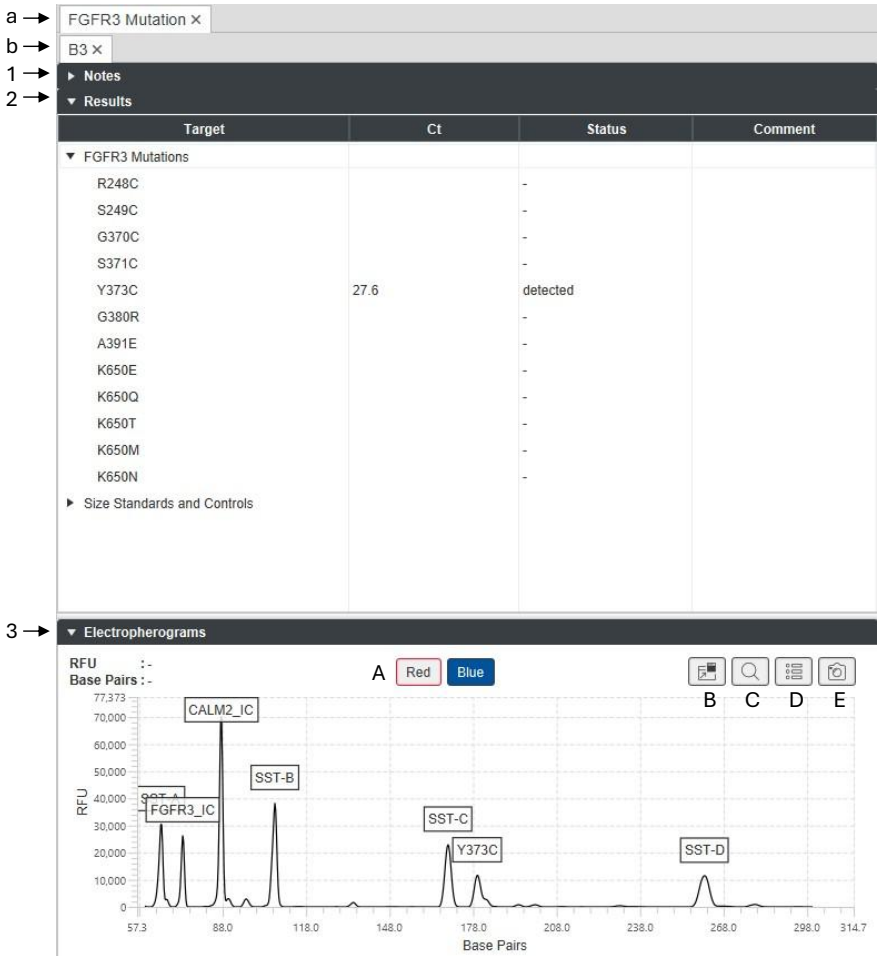 a → FGFR3 Mutation ×
b → B3 ×
1 → ▸ Notes
2 → ▾ Results
Target Ct Status Comment
▾ FGFR3 Mutations
R248C -
S249C -
G370C -
S371C -
Y373C 27.6 detected
G380R -
A391E -
K650E -
K650Q -
K650T -
K650M -
K650N -
▸ Size Standards and Controls
3 → ▾ Electropherograms
RFU :-
Base Pairs :-
A Red Blue
B C D E
77,373
70,000
60,000
50,000
40,000
30,000
20,000
10,000
0
RFU
CALM2_IC
SST-B
SST-A
FGFR3_IC
SST-C
Y373C
SST-D
57.3 88.0 118.0 148.0 178.0 208.0 238.0 268.0 298.0 314.7
Base Pairs